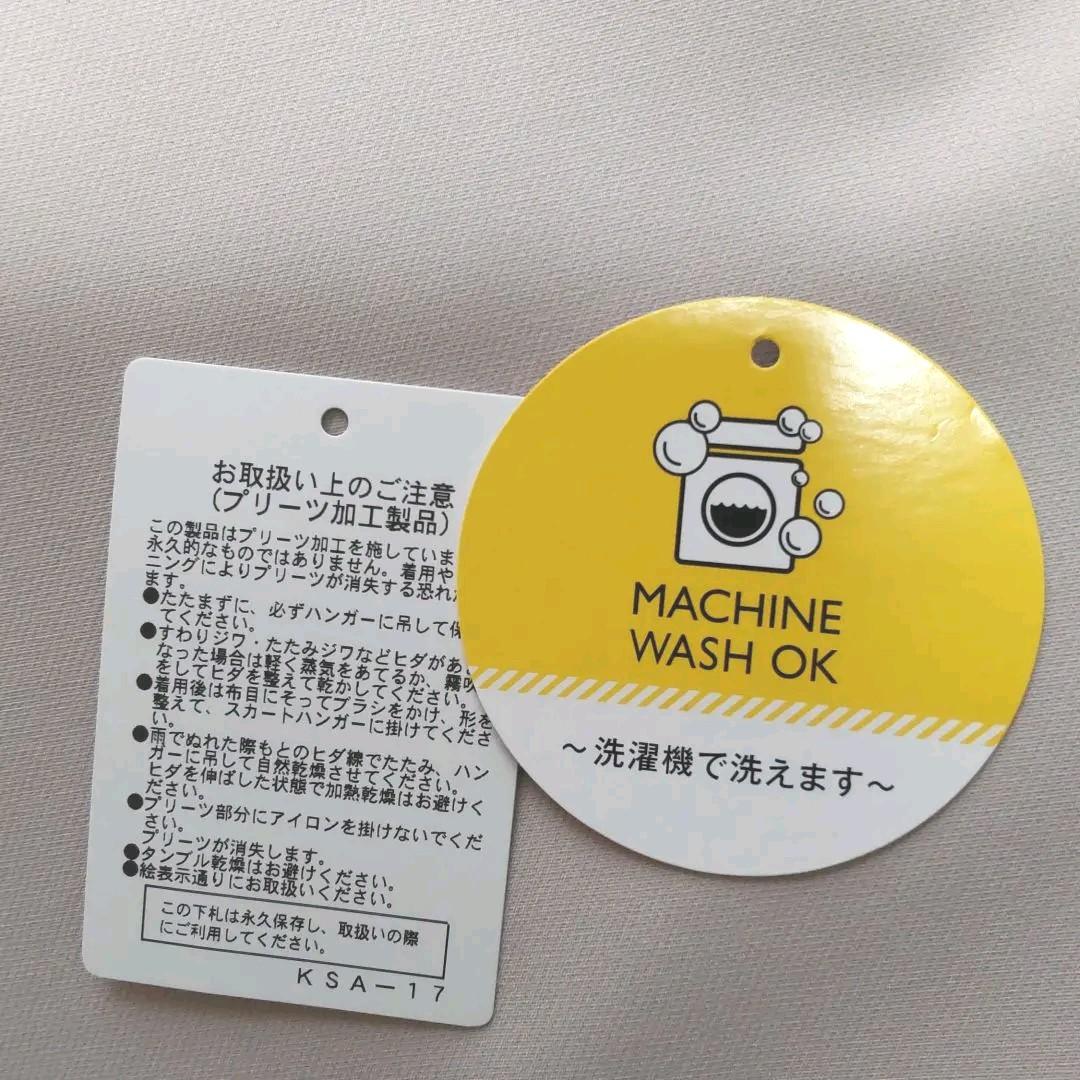 お取扱い上のご注意
(プリーツ加工製品)
この製品はプリーツ加工を施していま
永久的なものではありません。着用や
ニングによりプリーツが消失する恐れ
ます。
●たたまずに、必ずハンガーに吊して保
てください。
●すわりジワ・たたみジワなどヒダがあ
なった場合は軽く蒸気をあてるか、霧吹
をしてヒダを整えて乾かしてください。
●着用後は布目にそってブラシをかけ、形を
整えて、スカートハンガーに掛けてくださ
い。
●雨でぬれた際もとのヒダ線でたたみ、ハン
ガーに吊して自然乾燥させてください。
ヒダを伸ばした状態で加熱乾燥はお避けく
ださい。
●プリーツ部分にアイロンを掛けないでくだ
さい。
プリーツが消失します。
●タンブル乾燥はお避けください。
●絵表示通りにお取扱いください。
この下札は永久保存し、取扱いの際
にご利用してください。
KSA-17
MACHINE
WASH OK
~洗濯機で洗えます~